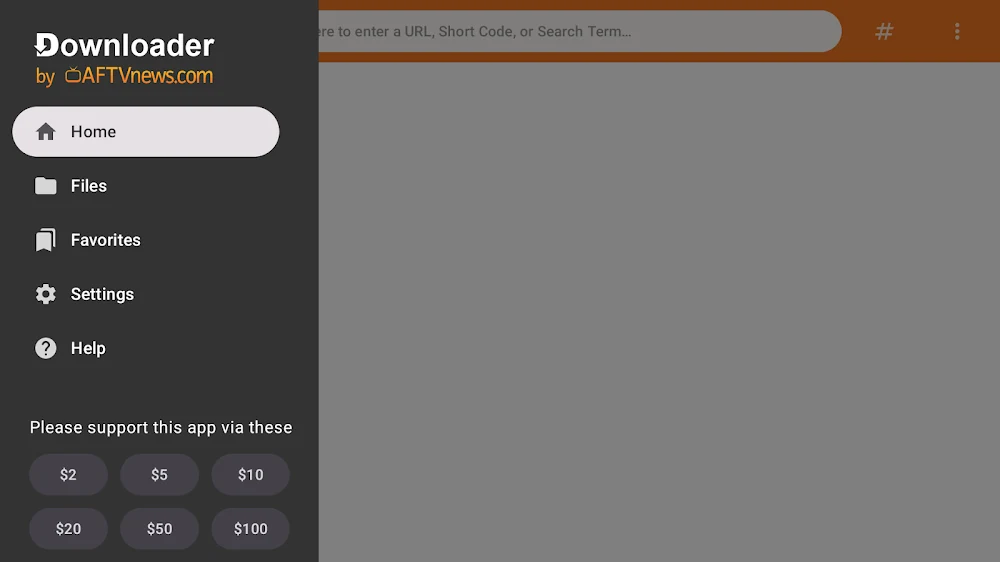 Downloader
by AFTVnews.com
ere to enter a URL, Short Code, or Search Term...
#
Home
Files
Favorites
Settings
Help
Please support this app via these
$2 $5 $10
$20 $50 $100